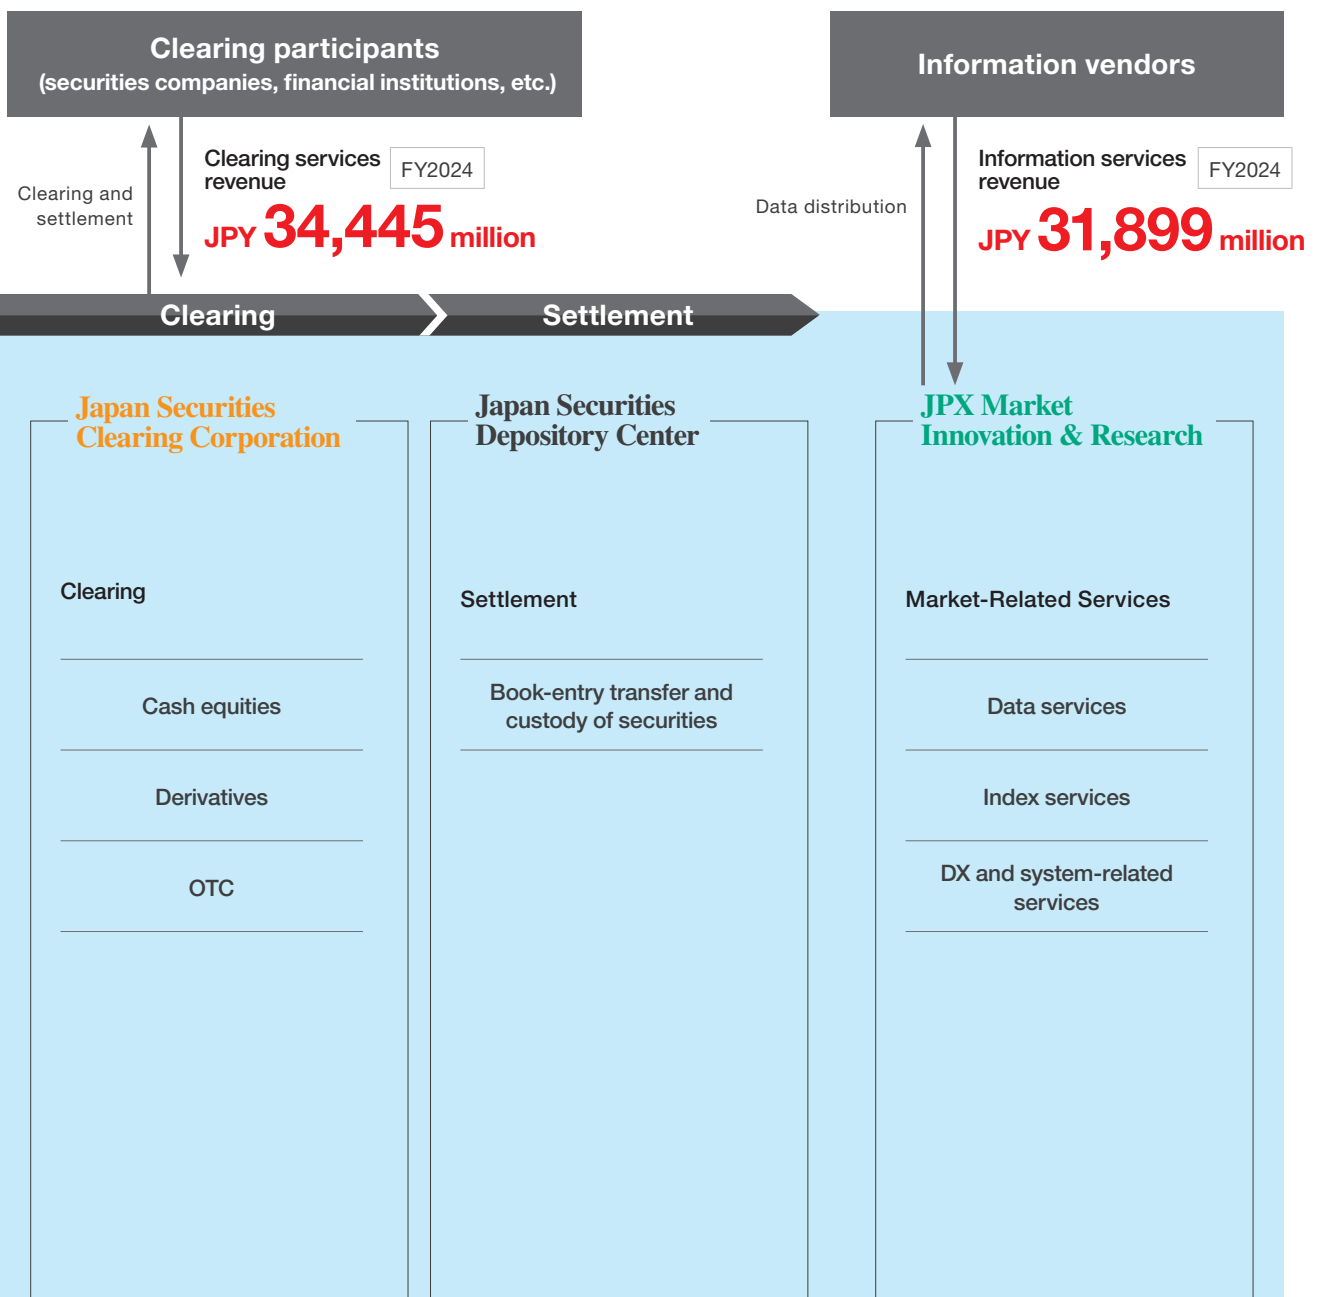 Clearing participants
(securities companies, financial institutions, etc.)
Clearing and
settlement
Clearing services
revenue
FY2024
JPY 34,445 million
Information vendors
Data distribution
Information services
revenue
FY2024
JPY 31,899 million
Clearing
Settlement
Japan Securities
Clearing Corporation
Clearing
Cash equities
Derivatives
OTC
Japan Securities
Depository Center
Settlement
Book-entry transfer and
custody of securities
JPX Market
Innovation & Research
Market-Related Services
Data services
Index services
DX and system-related
services